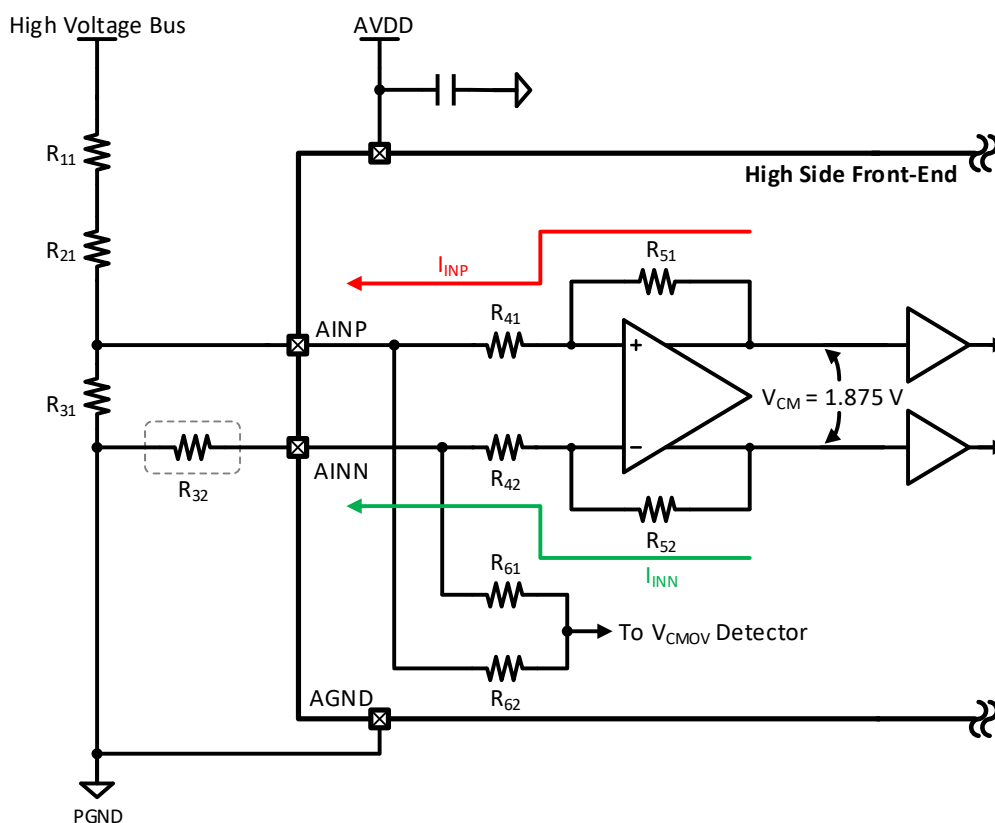 High Voltage Bus
AVDD
R11
High Side Front-End
R21
IINP
R51
AINP
R41
+
R31
VCM = 1.875 V
−
AINN
R32
R42
R52
R61
IINN
To VCMOV Detector
R62
AGND
PGND